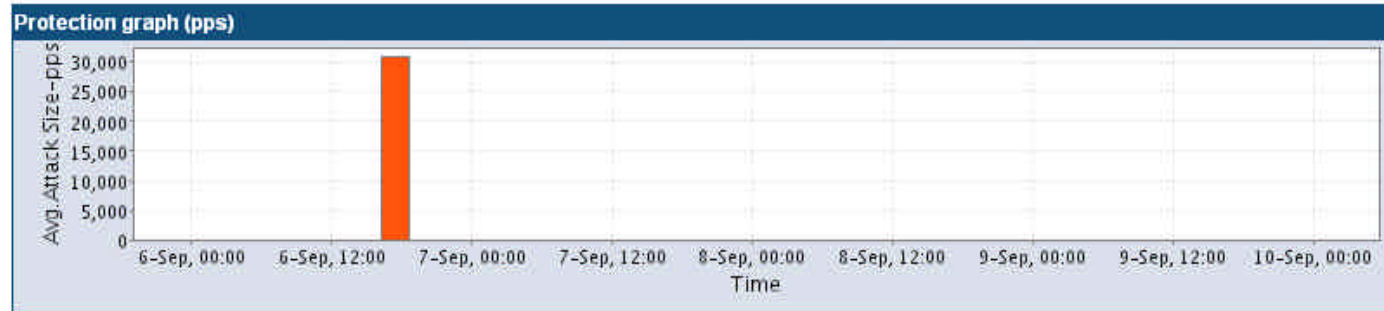 Protection graph (pps)
Avg.Attack Size-pps
30,000
25,000
20,000
15,000
10,000
5,000
0
6-Sep, 00:00 6-Sep, 12:00 7-Sep, 00:00 7-Sep, 12:00 8-Sep, 00:00 8-Sep, 12:00 9-Sep, 00:00 9-Sep, 12:00 10-Sep, 00:00
Time